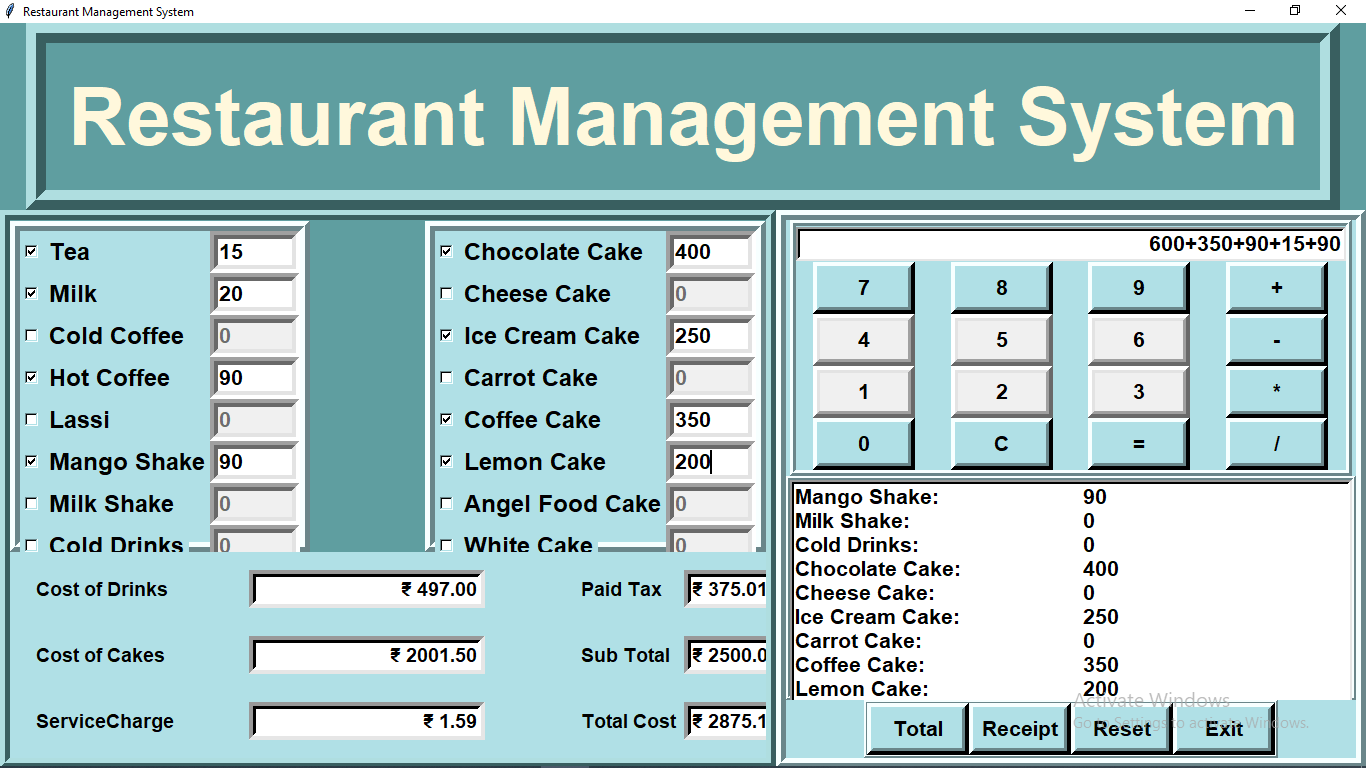 Restaurant Management System
Restaurant Management System
Tea 15
Milk 20
Cold Coffee 0
Hot Coffee 90
Lassi 0
Mango Shake 90
Milk Shake 0
Cold Drinks 0
Chocolate Cake 400
Cheese Cake 0
Ice Cream Cake 250
Carrot Cake 0
Coffee Cake 350
Lemon Cake 200
Angel Food Cake 0
White Cake 0
Cost of Drinks ₹ 497.00 Paid Tax ₹ 375.01
Cost of Cakes ₹ 2001.50 Sub Total ₹ 2500.0
ServiceCharge ₹ 1.59 Total Cost ₹ 2875.1
600+350+90+15+90
7 8 9 +
4 5 6 -
1 2 3 *
0 C = /
Mango Shake: 90
Milk Shake: 0
Cold Drinks: 0
Chocolate Cake: 400
Cheese Cake: 0
Ice Cream Cake: 250
Carrot Cake: 0
Coffee Cake: 350
Lemon Cake: 200
Activate Windows
Go to Settings to activate Windows.
Total Receipt Reset Exit